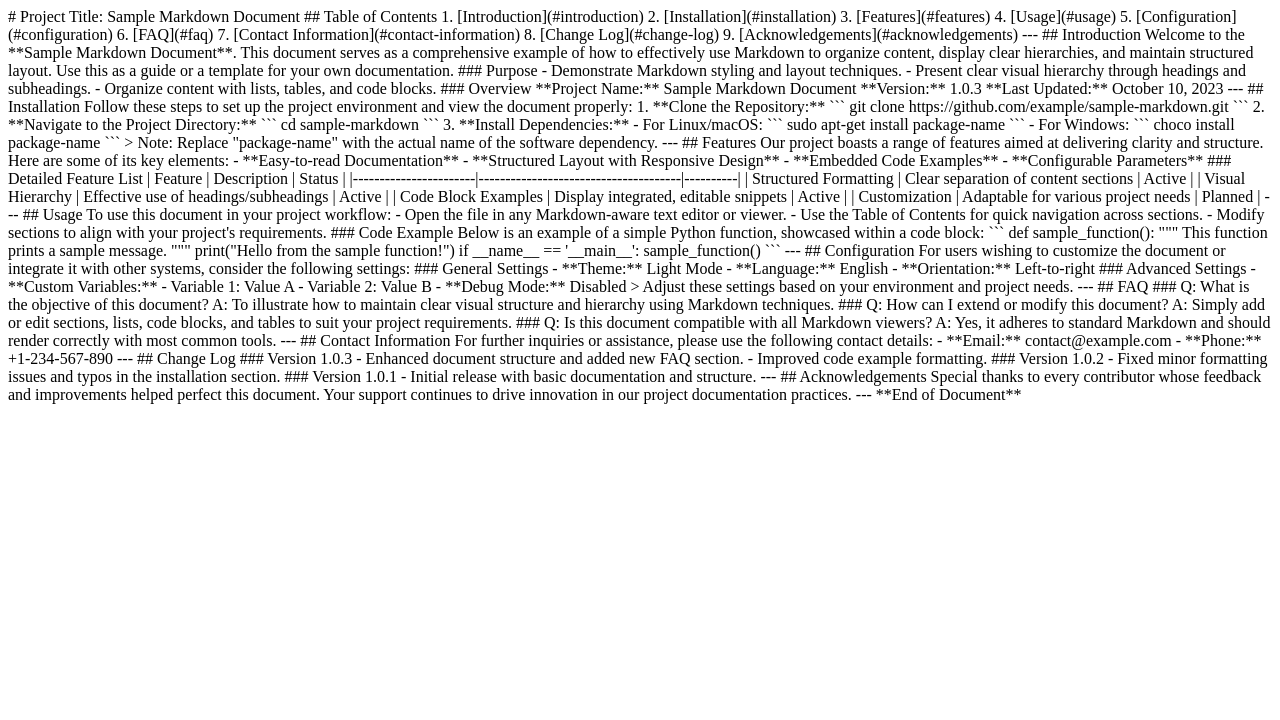 # Project Title: Sample Markdown Document ## Table of Contents 1. [Introduction](#introduction) 2. [Installation](#installation) 3. [Features](#features) 4. [Usage](#usage) 5. [Configuration]
(#configuration) 6. [FAQ](#faq) 7. [Contact Information](#contact-information) 8. [Change Log](#change-log) 9. [Acknowledgements](#acknowledgements) --- ## Introduction Welcome to the
**Sample Markdown Document**. This document serves as a comprehensive example of how to effectively use Markdown to organize content, display clear hierarchies, and maintain structured
layout. Use this as a guide or a template for your own documentation. ### Purpose - Demonstrate Markdown styling and layout techniques. - Present clear visual hierarchy through headings and
subheadings. - Organize content with lists, tables, and code blocks. ### Overview **Project Name:** Sample Markdown Document **Version:** 1.0.3 **Last Updated:** October 10, 2023 --- ##
Installation Follow these steps to set up the project environment and view the document properly: 1. **Clone the Repository:** ``` git clone https://github.com/example/sample-markdown.git ``` 2.
**Navigate to the Project Directory:** ``` cd sample-markdown ``` 3. **Install Dependencies:** - For Linux/macOS: ``` sudo apt-get install package-name ``` - For Windows: ``` choco install
package-name ``` > Note: Replace "package-name" with the actual name of the software dependency. --- ## Features Our project boasts a range of features aimed at delivering clarity and structure.
Here are some of its key elements: - **Easy-to-read Documentation** - **Structured Layout with Responsive Design** - **Embedded Code Examples** - **Configurable Parameters** ###
Detailed Feature List | Feature | Description | Status | |-----------------------|--------------------------------------|----------| | Structured Formatting | Clear separation of content sections | Active | | Visual
Hierarchy | Effective use of headings/subheadings | Active | | Code Block Examples | Display integrated, editable snippets | Active | | Customization | Adaptable for various project needs | Planned | -
-- ## Usage To use this document in your project workflow: - Open the file in any Markdown-aware text editor or viewer. - Use the Table of Contents for quick navigation across sections. - Modify
sections to align with your project's requirements. ### Code Example Below is an example of a simple Python function, showcased within a code block: ``` def sample_function(): """ This function
prints a sample message. """ print("Hello from the sample function!") if __name__ == '__main__': sample_function() ``` --- ## Configuration For users wishing to customize the document or
integrate it with other systems, consider the following settings: ### General Settings - **Theme:** Light Mode - **Language:** English - **Orientation:** Left-to-right ### Advanced Settings -
**Custom Variables:** - Variable 1: Value A - Variable 2: Value B - **Debug Mode:** Disabled > Adjust these settings based on your environment and project needs. --- ## FAQ ### Q: What is
the objective of this document? A: To illustrate how to maintain clear visual structure and hierarchy using Markdown techniques. ### Q: How can I extend or modify this document? A: Simply add
or edit sections, lists, code blocks, and tables to suit your project requirements. ### Q: Is this document compatible with all Markdown viewers? A: Yes, it adheres to standard Markdown and should
render correctly with most common tools. --- ## Contact Information For further inquiries or assistance, please use the following contact details: - **Email:** contact@example.com - **Phone:**
+1-234-567-890 --- ## Change Log ### Version 1.0.3 - Enhanced document structure and added new FAQ section. - Improved code example formatting. ### Version 1.0.2 - Fixed minor formatting
issues and typos in the installation section. ### Version 1.0.1 - Initial release with basic documentation and structure. --- ## Acknowledgements Special thanks to every contributor whose feedback
and improvements helped perfect this document. Your support continues to drive innovation in our project documentation practices. --- **End of Document**